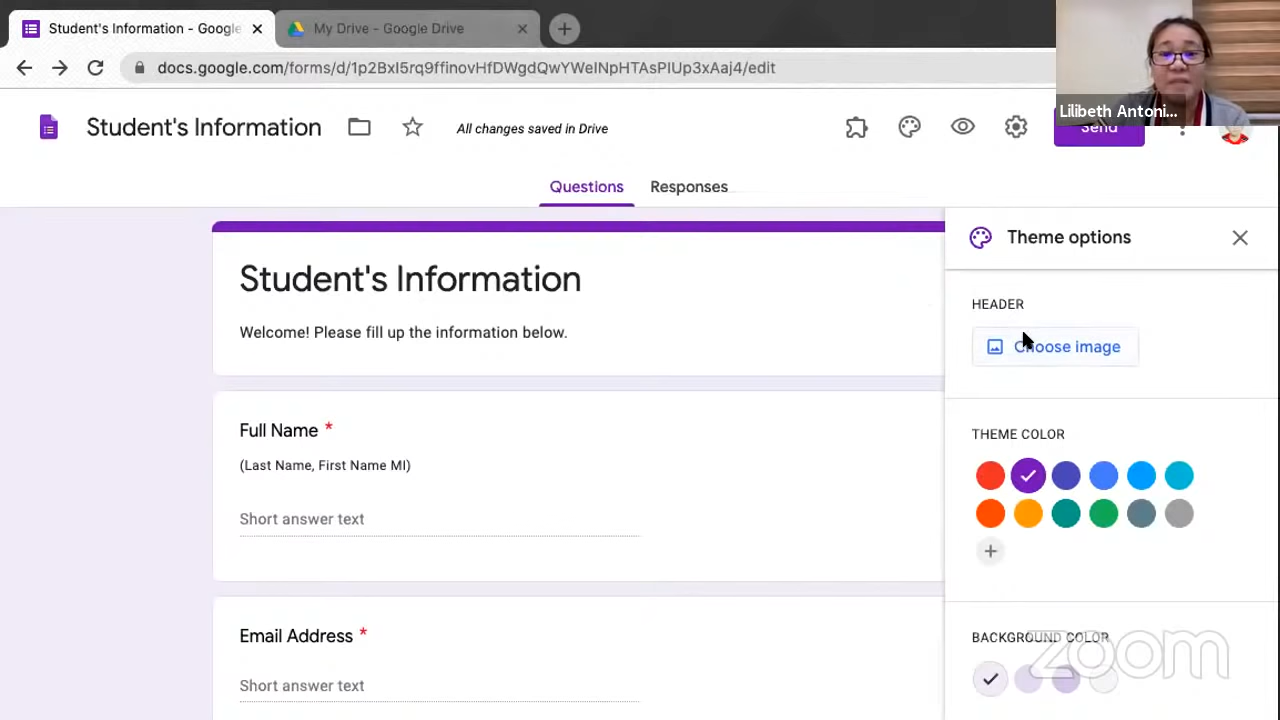 Student's Information - Google
My Drive - Google Drive
docs.google.com/forms/d/1p2BxI5rq9ffinoyvfDWgdQwYWeINpHTAsPIUp3xAaj4/edit
Lilibeth Antoni...
Student's Information
All changes saved in Drive
Send
Questions
Responses
Theme options
Student's Information
Welcome! Please fill up the information below.
HEADER
Choose image
Full Name *
(Last Name, First Name MI)
Short answer text
THEME COLOR
Email Address *
Short answer text
BACKGROUND COLOR
zoom